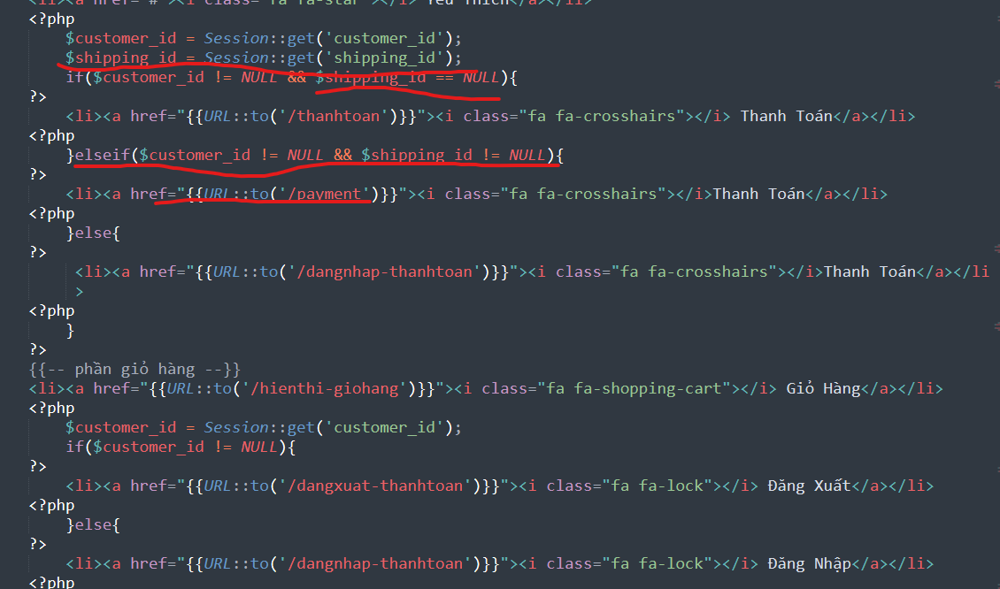 <li><a href="#"><i class="fa fa-star"></i> Yêu Thích</a></li>
<?php
$customer_id = Session::get('customer_id');
$shipping_id = Session::get('shipping_id');
if($customer_id != NULL && $shipping_id == NULL){
?>
<li><a href="{{URL::to('/thanhtoan')}}"><i class="fa fa-crosshairs"></i> Thanh Toán</a></li>
<?php
}elseif($customer_id != NULL && $shipping_id != NULL){
?>
<li><a href="{{URL::to('/payment')}}"><i class="fa fa-crosshairs"></i>Thanh Toán</a></li>
<?php
}else{
?>
<li><a href="{{URL::to('/dangnhap-thanhtoan')}}"><i class="fa fa-crosshairs"></i>Thanh Toán</a></li
>
<?php
}
?>
{{-- phần giỏ hàng --}}
<li><a href="{{URL::to('/hienthi-giohang')}}"><i class="fa fa-shopping-cart"></i> Giỏ Hàng</a></li>
<?php
$customer_id = Session::get('customer_id');
if($customer_id != NULL){
?>
<li><a href="{{URL::to('/dangxuat-thanhtoan')}}"><i class="fa fa-lock"></i> Đăng Xuất</a></li>
<?php
}else{
?>
<li><a href="{{URL::to('/dangnhap-thanhtoan')}}"><i class="fa fa-lock"></i> Đăng Nhập</a></li>
<?php